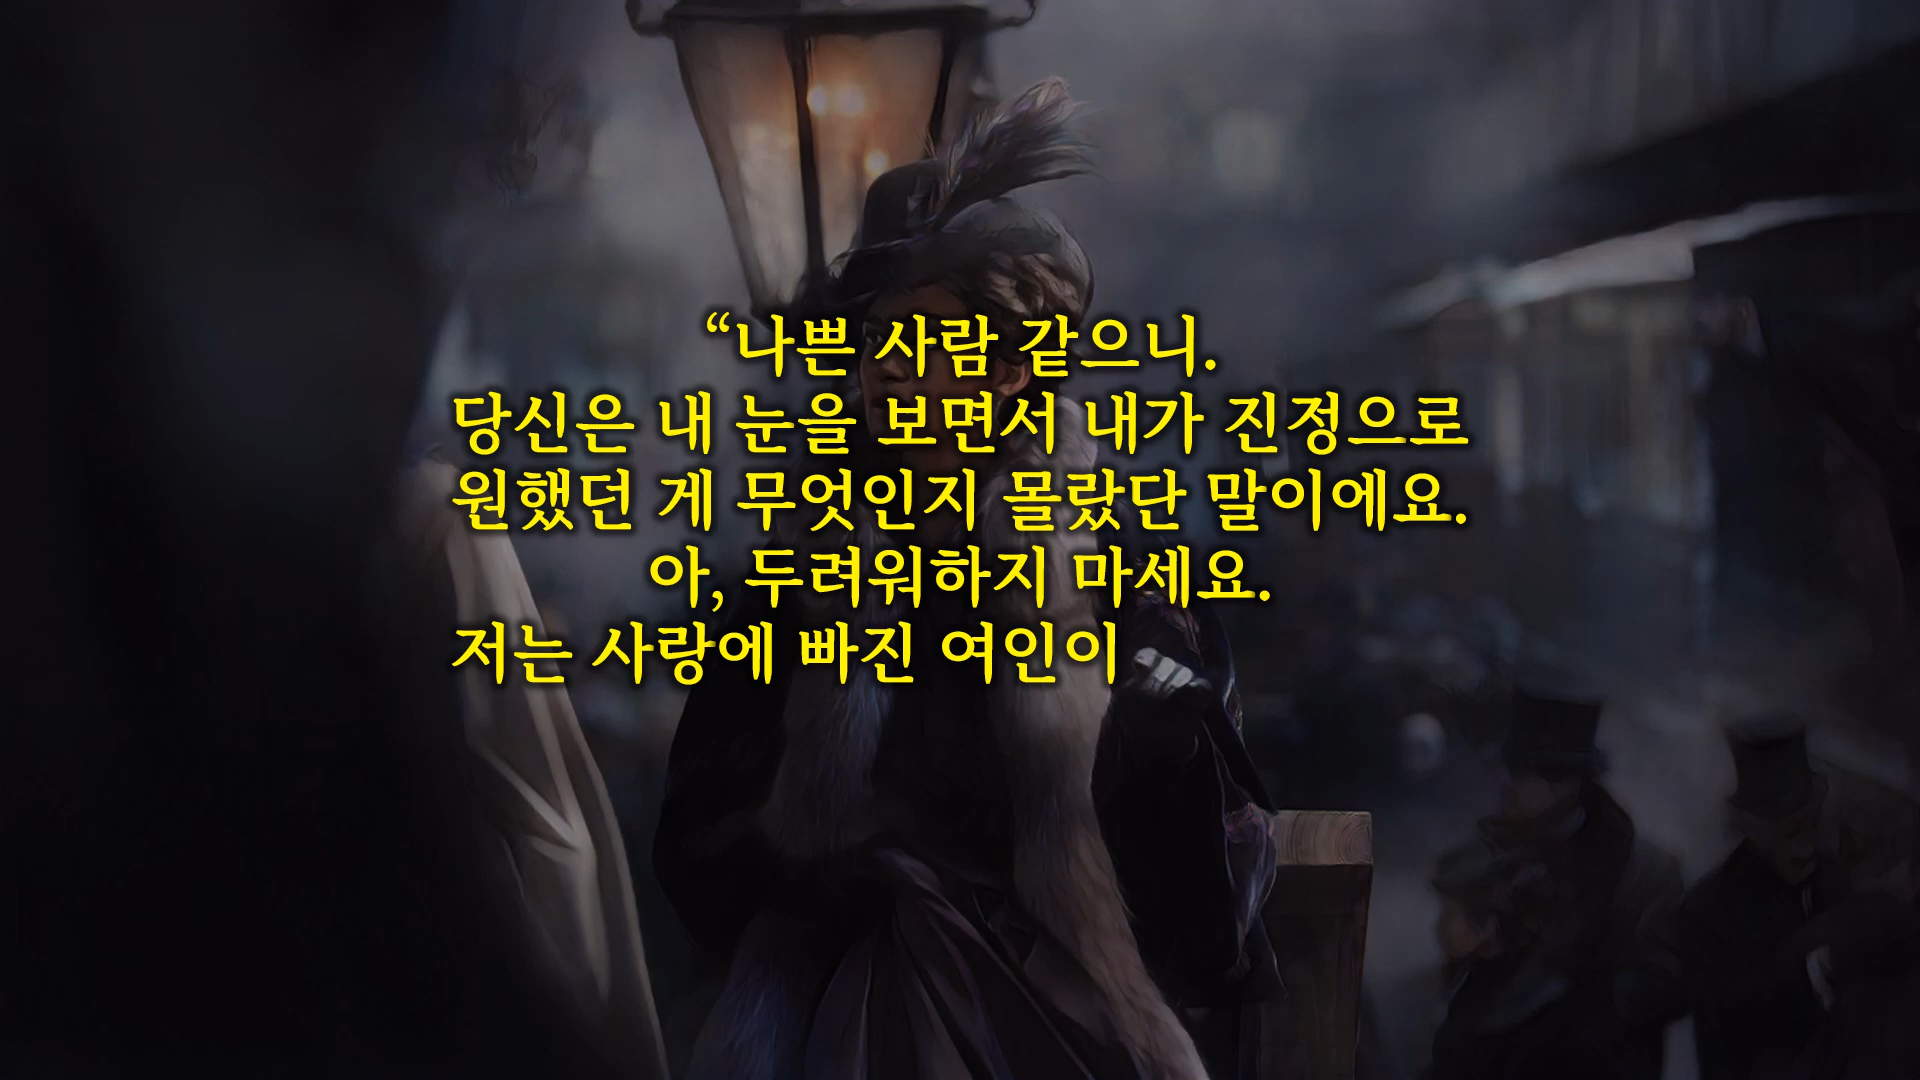 “나쁜 사람 같으니.
당신은 내 눈을 보면서 내가 진정으로
원했던 게 무엇인지 몰랐단 말이에요.
아, 두려워하지 마세요.
저는 사랑에 빠진 여인이